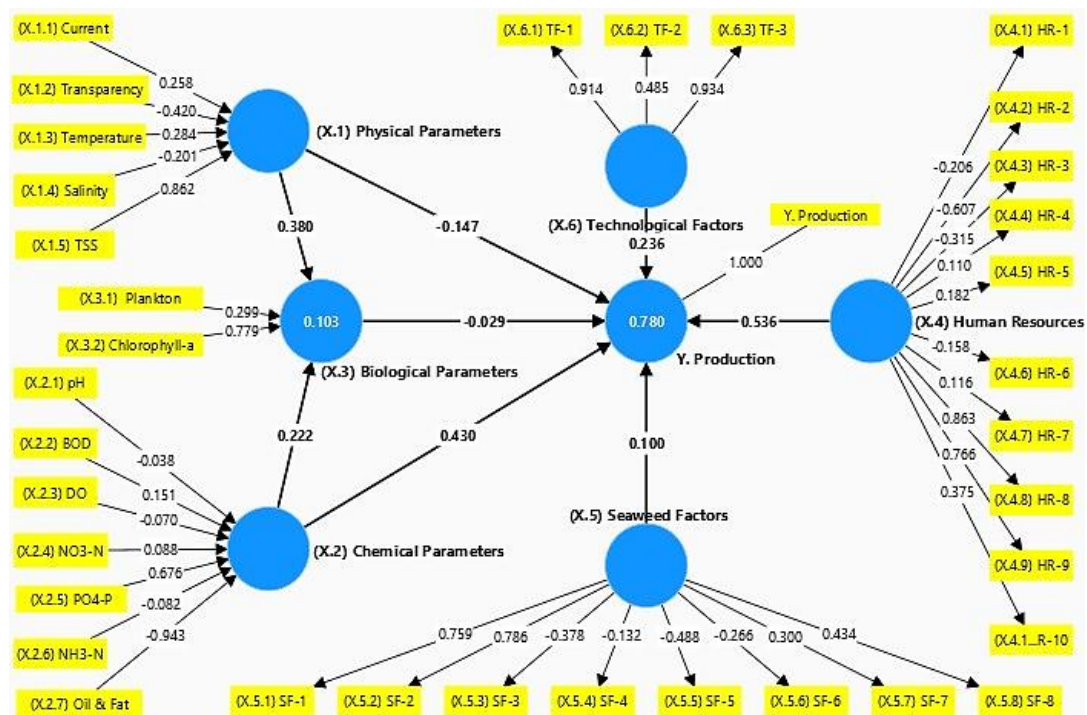 (X.1.1) Current
(X.1.2) Transparency
(X.1.3) Temperature
(X.1.4) Salinity
(X.1.5) TSS
0.258
-0.420
0.284
-0.201
0.862
(X.1) Physical Parameters
0.380
-0.147
(X.6.1) TF-1
(X.6.2) TF-2
(X.6.3) TF-3
0.914
0.485
0.934
(X.6) Technological Factors
0.236
Y. Production
1.000
(X.3.1) Plankton
(X.3.2) Chlorophyll-a
0.299
0.779
0.103
(X.3) Biological Parameters
-0.029
0.780
Y. Production
0.536
(X.4) Human Resources
(X.4.1) HR-1
(X.4.2) HR-2
(X.4.3) HR-3
(X.4.4) HR-4
(X.4.5) HR-5
(X.4.6) HR-6
(X.4.7) HR-7
(X.4.8) HR-8
(X.4.9) HR-9
(X.4.1...R-10
-0.206
-0.607
-0.315
0.110
0.182
-0.158
0.116
0.863
0.766
0.375
(X.2.1) pH
(X.2.2) BOD
(X.2.3) DO
(X.2.4) NO3-N
(X.2.5) PO4-P
(X.2.6) NH3-N
(X.2.7) Oil & Fat
-0.038
0.151
-0.070
0.088
0.676
-0.082
-0.943
(X.2) Chemical Parameters
0.222
0.430
0.100
(X.5) Seaweed Factors
0.759
0.786
-0.378
-0.132
-0.488
-0.266
0.300
0.434
(X.5.1) SF-1
(X.5.2) SF-2
(X.5.3) SF-3
(X.5.4) SF-4
(X.5.5) SF-5
(X.5.6) SF-6
(X.5.7) SF-7
(X.5.8) SF-8